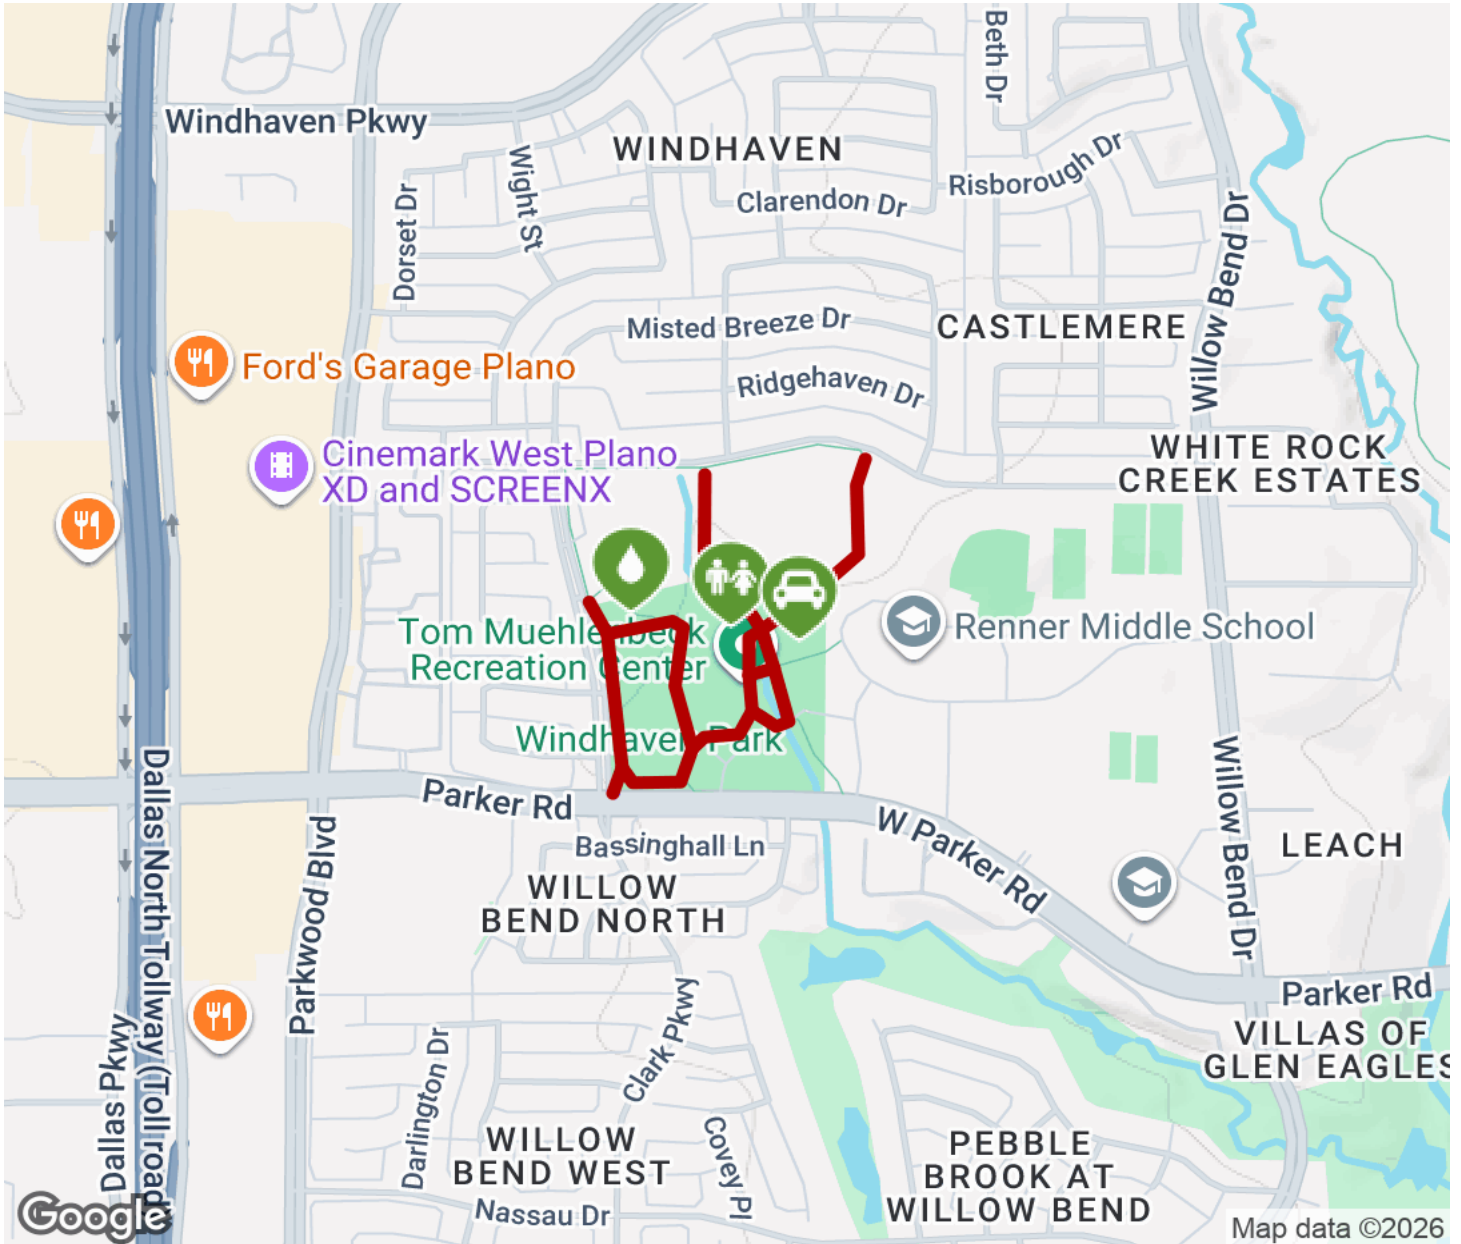 Beth Dr
Windhaven Pkwy
WINDHAVEN
Wight St
Risborough Dr
Clarendon Dr
Dorset Dr
Willow Bend Dr
Misted Breeze Dr
CASTLEMERE
Ford's Garage Plano
Ridgehaven Dr
Cinemark West Plano
XD and SCREENX
WHITE ROCK
CREEK ESTATES
Tom Muehlenbeck
Recreation Center
Renner Middle School
Windhaven Park
Dallas North Tollway (Toll road)
Parker Rd
W Parker Rd
Willow Bend Dr
Bassinghall Ln
LEACH
Parkwood Blvd
WILLOW
BEND NORTH
Parker Rd
Clark Pkwy
Dallas Pkwy
VILLAS OF
GLEN EAGLES
Darlington Dr
Covey Pl
WILLOW
BEND WEST
PEBBLE
BROOK AT
WILLOW BEND
Nassau Dr
Google
Map data ©2026